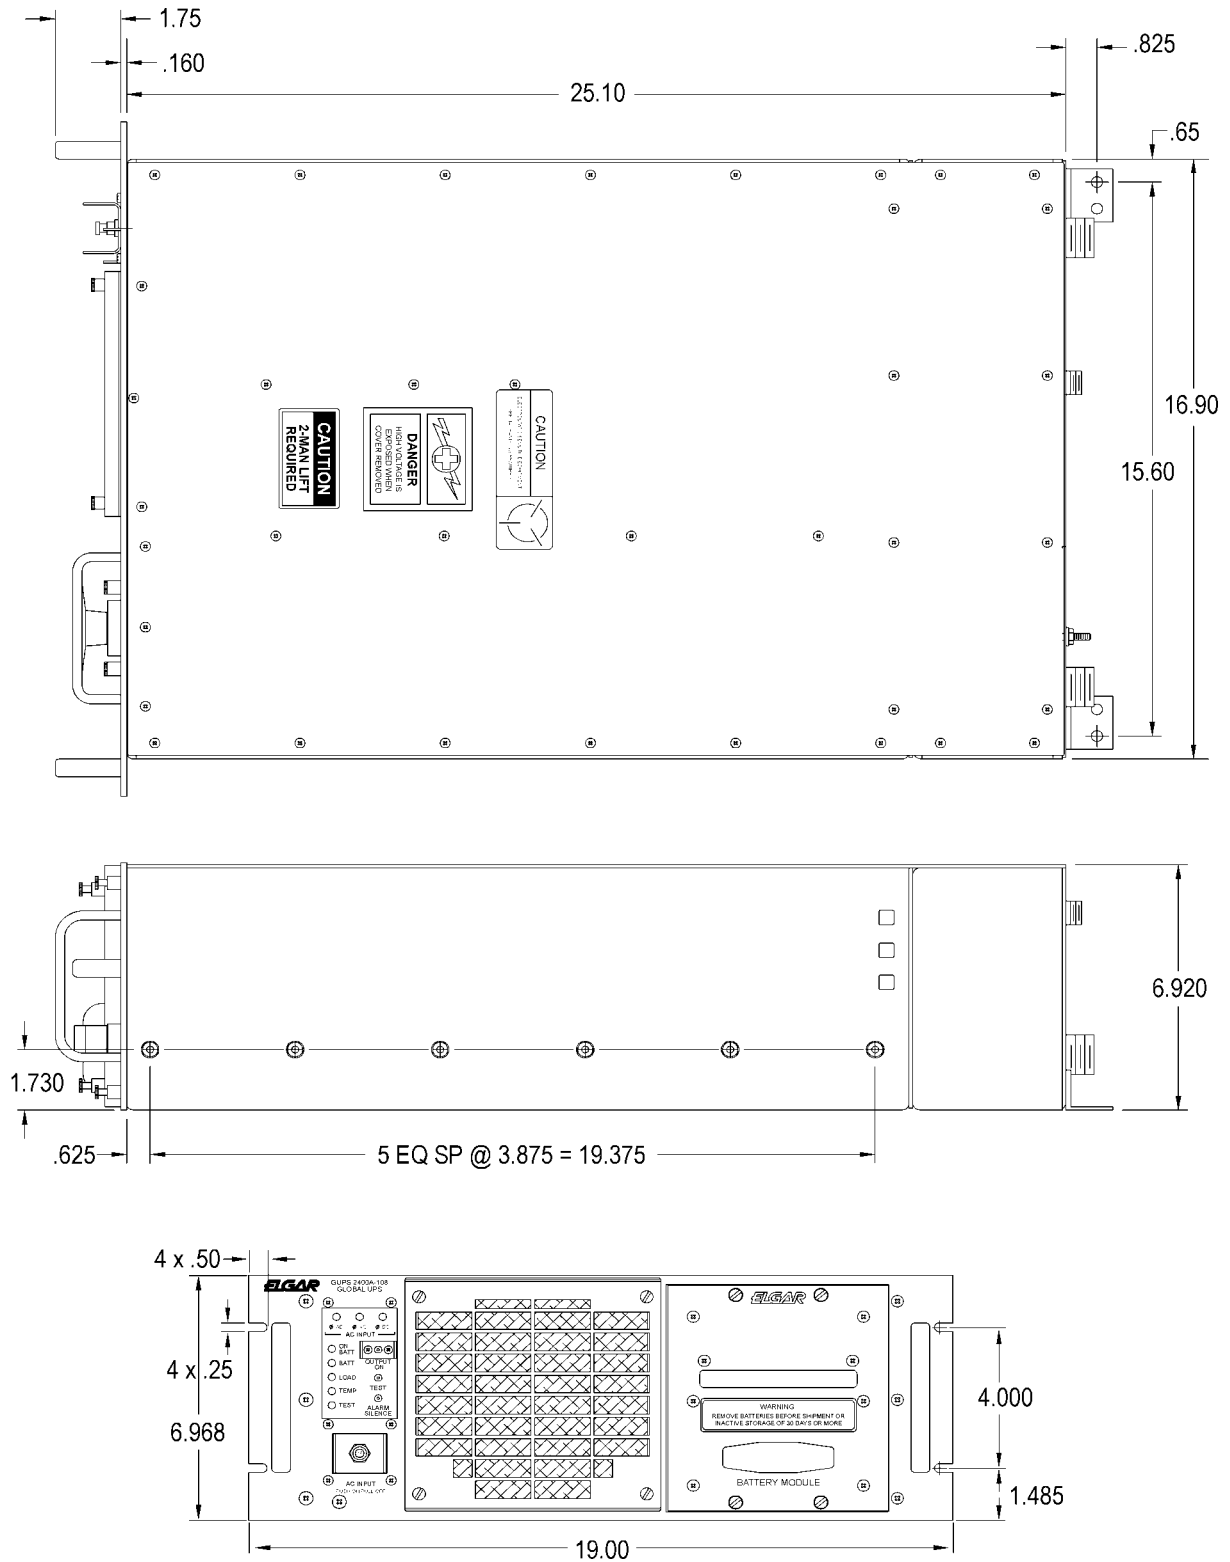 1.75
.160
.825
25.10
.65
16.90
15.60
CAUTION
2-MAN LIFT
REQUIRED
DANGER
HIGH VOLTAGE IS
EXPOSED WHEN
COVER REMOVED
CAUTION
6.920
1.730
.625
5 EQ SP @ 3.875 = 19.375
4 x .50
ELGAR
GUPS 2400A-108
GLOBAL UPS
AC INPUT
ON
BATT
BATT
LOAD
TEMP
TEST
OUTPUT
ON
TEST
ALARM
SILENCE
AC INPUT
ELGAR
WARNING
REMOVE BATTERIES BEFORE SHIPMENT OR
INACTIVE STORAGE OF 30 DAYS OR MORE
BATTERY MODULE
4 x .25
6.968
4.000
1.485
19.00